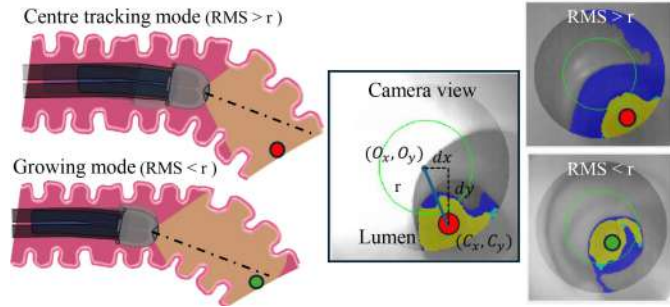 Centre tracking mode (RMS > r)
Growing mode (RMS < r)
Camera view
(O_x, O_y)
dx
r
dy
Lumen
(C_x, C_y)
RMS > r
RMS < r